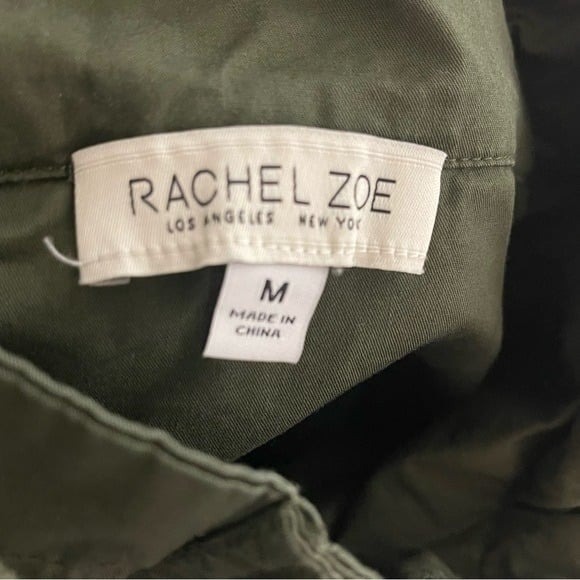 RACHEL ZOE
LOS ANGELES NEW YORK
M
MADE IN
CHINA